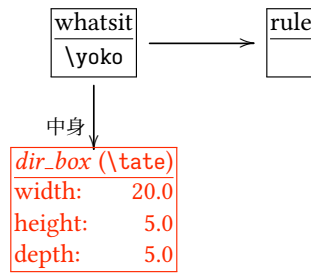 whatsit
\yoko
rule
中身
dir_box (\tate)
width: 20.0
height: 5.0
depth: 5.0